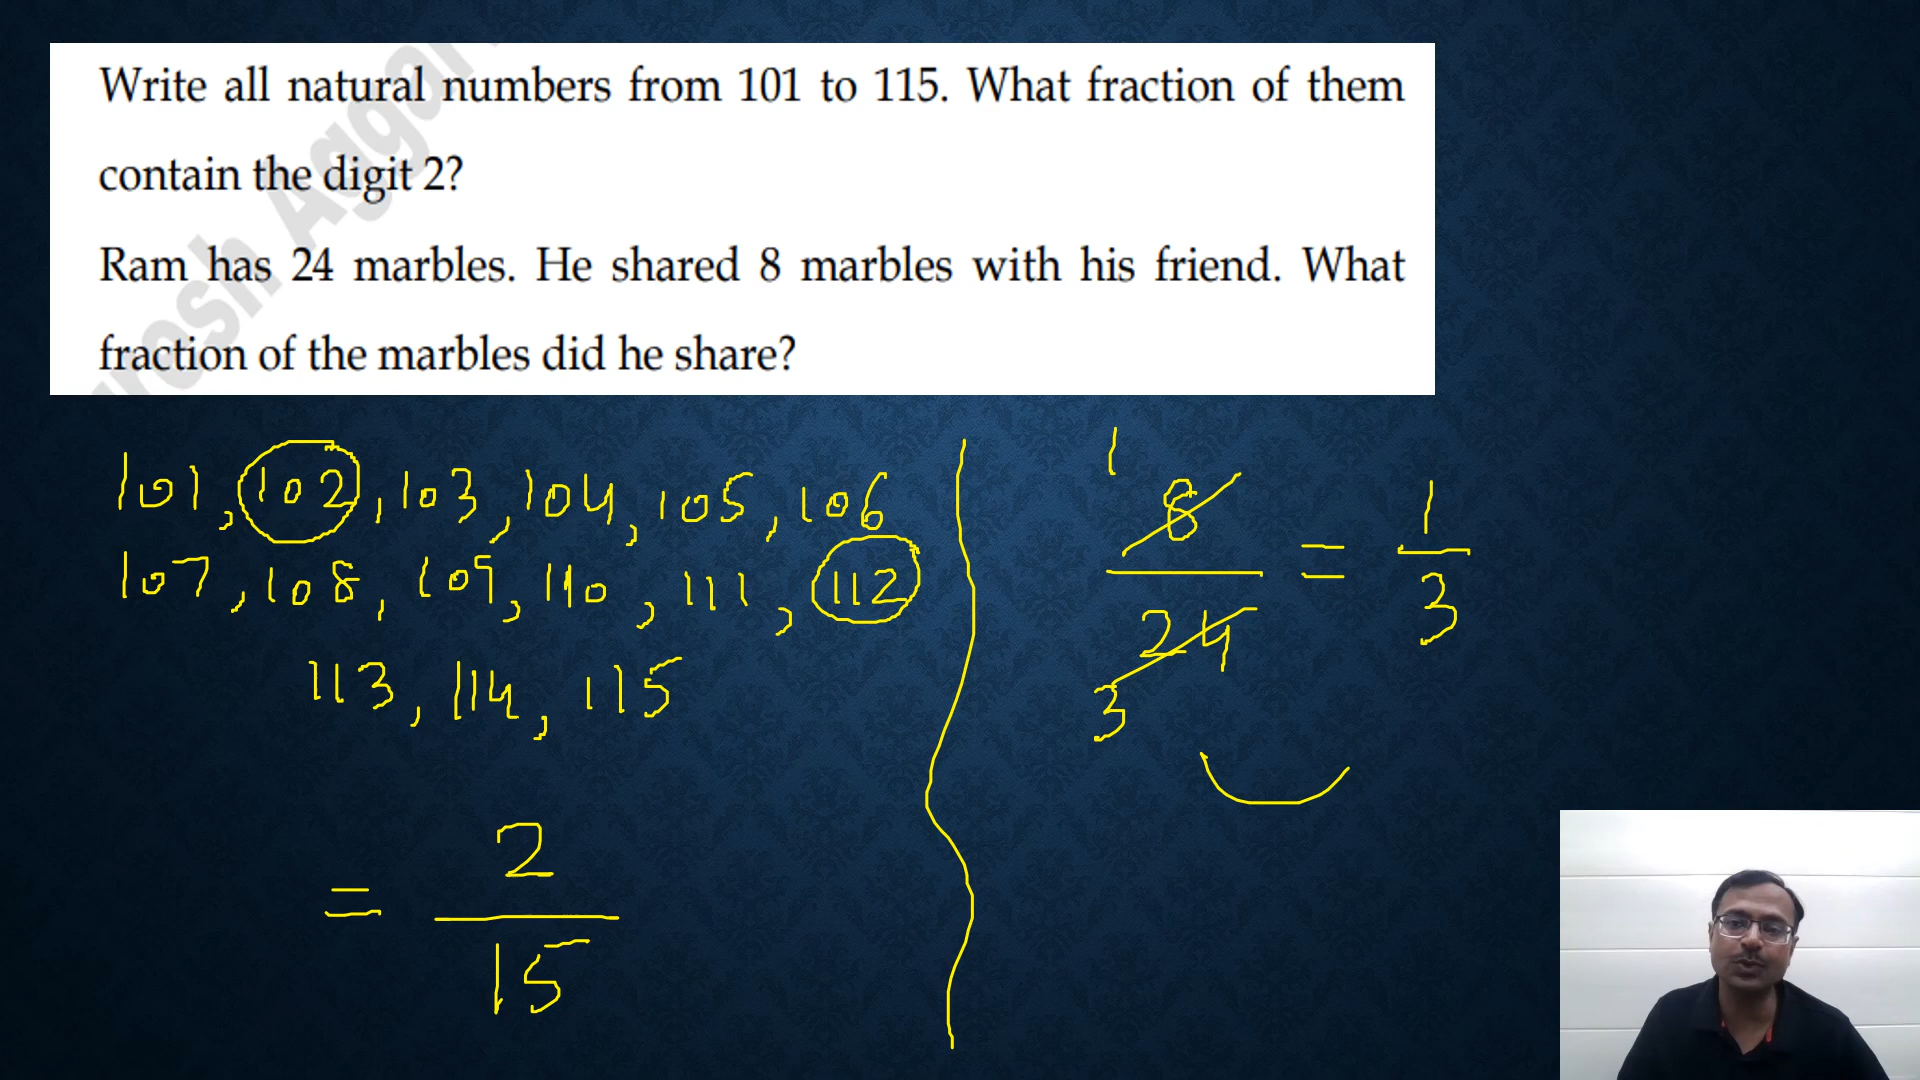 Write all natural numbers from 101 to 115. What fraction of them
contain the digit 2?
Ram has 24 marbles. He shared 8 marbles with his friend. What
fraction of the marbles did he share?
101, 102, 103, 104, 105, 106
107, 108, 109, 110, 111, 112
113, 114, 115
= 2/15
1
8/24 = 1/3
3